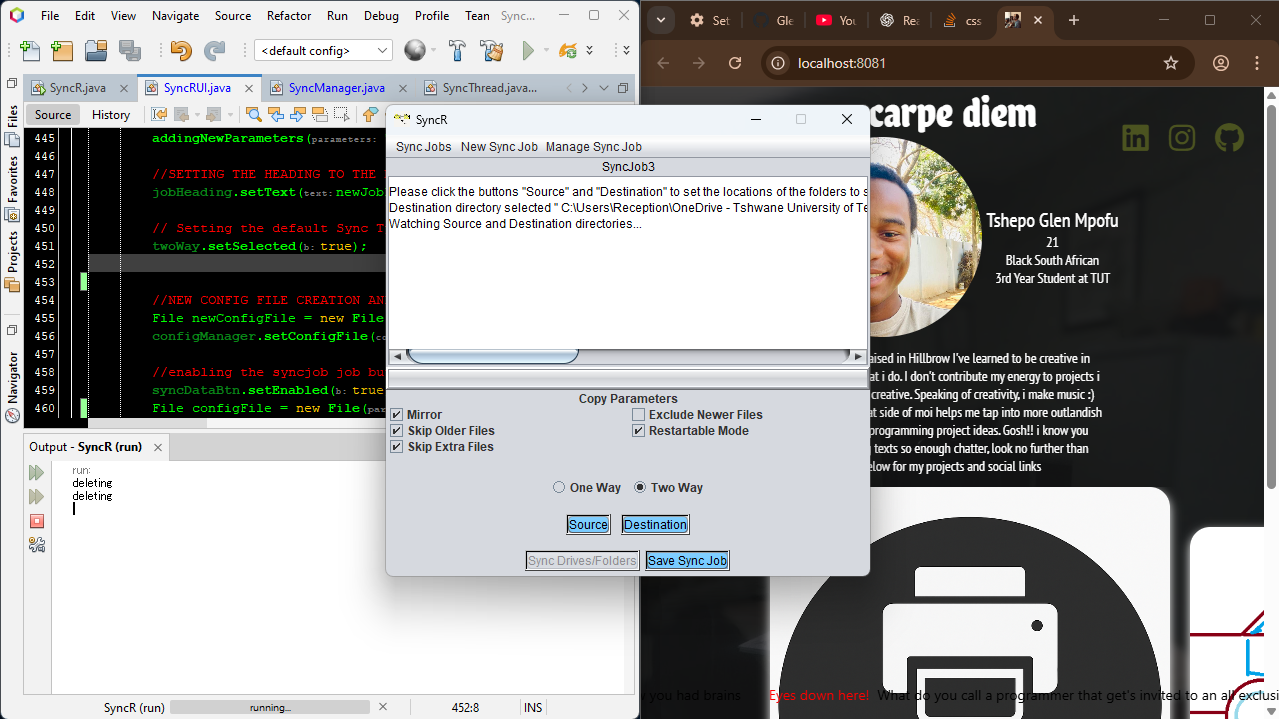 File Edit View Navigate Source Refactor Run Debug Profile Team Sync...
<default config>
SyncR.java SyncRUI.java SyncManager.java SyncThread.java...
Source History
Files
Favorites
Projects
Navigator
445 addingNewParameters(parameters:
446
447 //SETTING THE HEADING TO THE
448 jobHeading.setText(text:newJob
449
450 // Setting the default Sync T
451 twoWay.setSelected(b:true);
452
453
454 //NEW CONFIG FILE CREATION AN
455 File newConfigFile = new File
456 configManager.setConfigFile(
457
458 //enabling the syncjob job bu
459 syncDataBtn.setEnabled(b:true
460 File configFile = new File(
Output - SyncR (run)
run:
deleting
deleting
SyncR (run) running... 452:8 INS
SyncR
Sync Jobs New Sync Job Manage Sync Job
SyncJob3
Please click the buttons "Source" and "Destination" to set the locations of the folders to s
Destination directory selected " C:\Users\Reception\OneDrive - Tshwane University of Te
Watching Source and Destination directories...
Copy Parameters
Mirror Exclude Newer Files
Skip Older Files Restartable Mode
Skip Extra Files
One Way Two Way
Source Destination
Sync Drives/Folders Save Sync Job
Set Gle You Rea css
localhost:8081
carpe diem
Tshepo Glen Mpofu
21
Black South African
3rd Year Student at TUT
aised in Hillbrow I've learned to be creative in
at i do. I don't contribute my energy to projects i
creative. Speaking of creativity, i make music :)
at side of moi helps me tap into more outlandish
programming project ideas. Gosh!! i know you
texts so enough chatter, look no further than
elow for my projects and social links
you had brains Eyes down here! What do you call a programmer that get's invited to an all exclusi